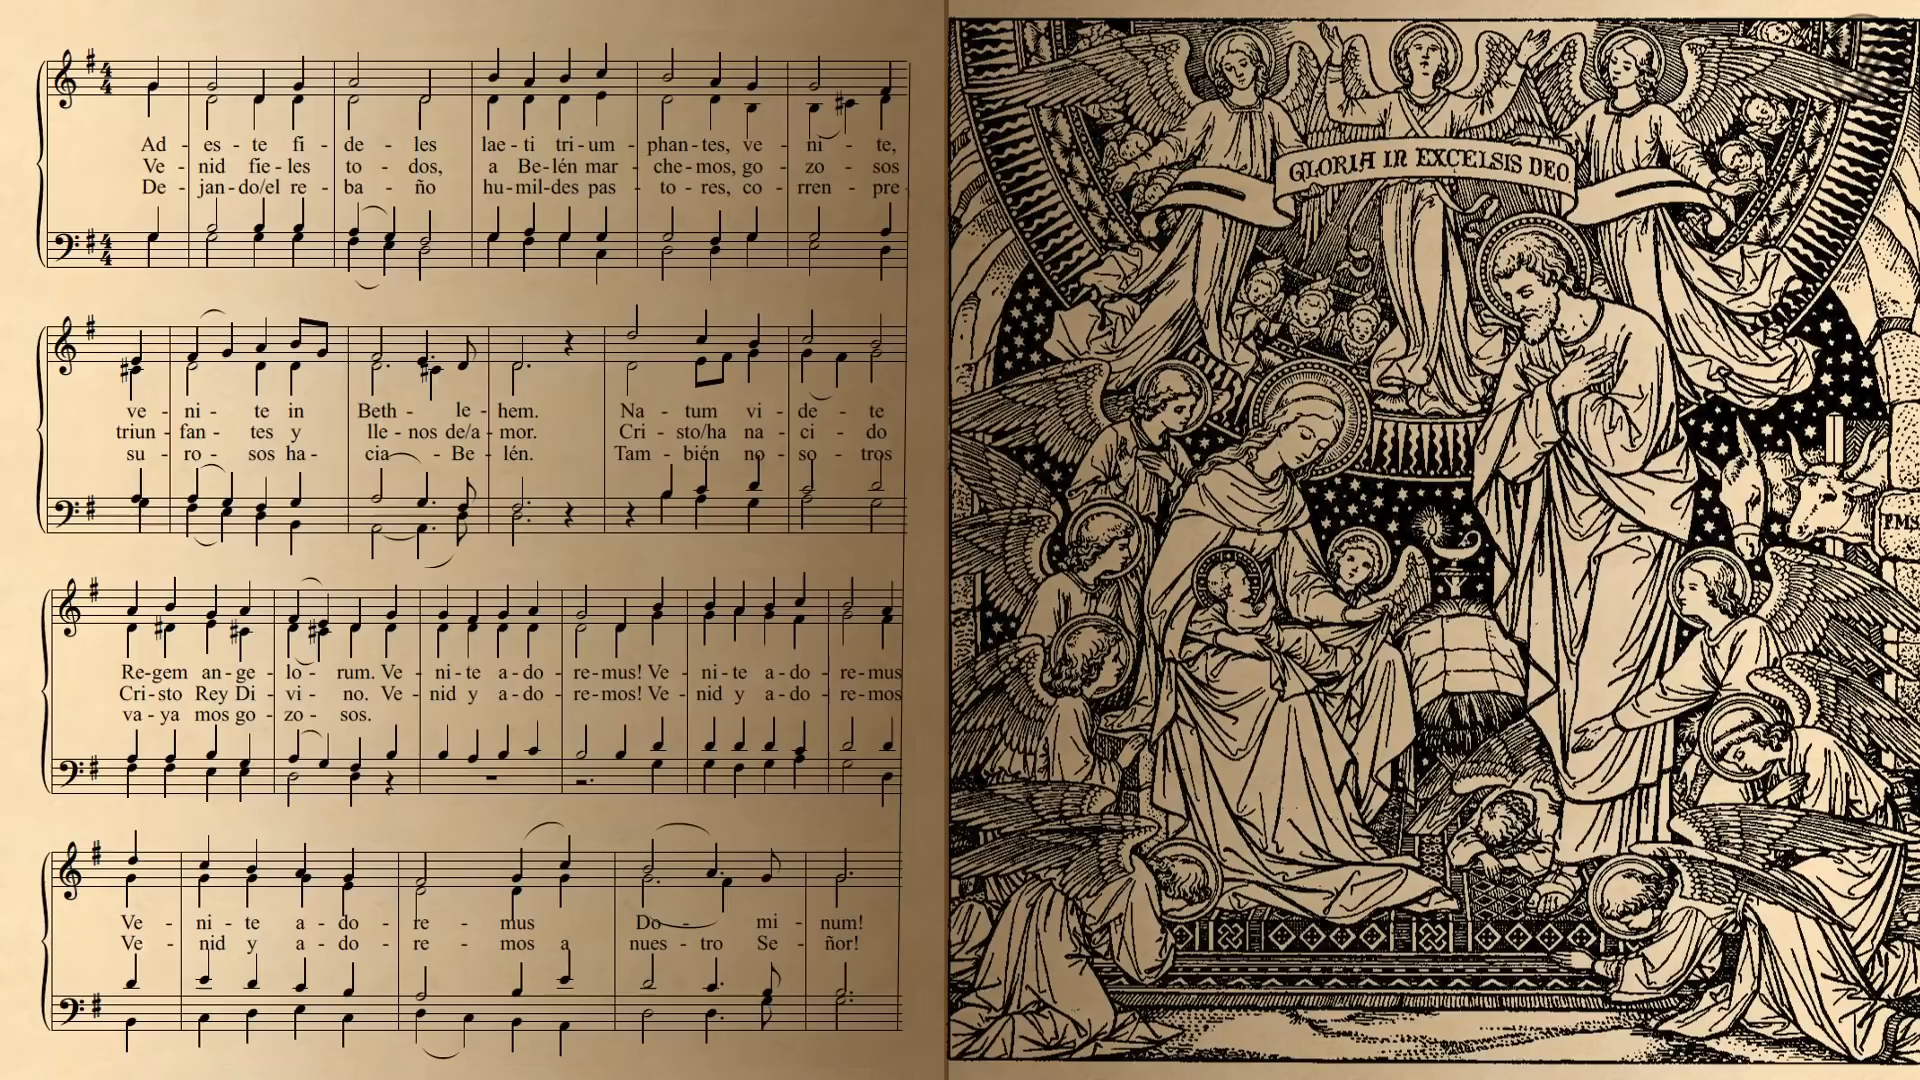 Ad - es - te fi - de - les lae - ti tri - um - phan - tes, ve - ni - te,
Ve - nid fie - les to - dos, a Be - lén mar - che - mos, go - zo - sos
De - jan - do/el re - ba - ño hu - mil - des pas - to - res, co - rren - pre -
ve - ni - te in Beth - le - hem. Na - tum vi - de - te
triun - fan - tes y lle - nos de/a - mor. Cri - sto/ha na - ci - do
su - ro - sos ha - cia - Be - lén. Tam - bién no - so - tros
Re - gem an - ge - lo - rum. Ve - ni - te a - do - re - mus! Ve - ni - te a - do - re - mus
Cri - sto Rey Di - vi - no. Ve - nid y a - do - re - mos! Ve - nid y a - do - re - mos
va - ya mos go - zo - sos.
Ve - ni - te a - do - re - mus Do - mi - num!
Ve - nid y a - do - re - mos a nues - tro Se - ñor!
GLORIA IN EXCELSIS DEO
FMS